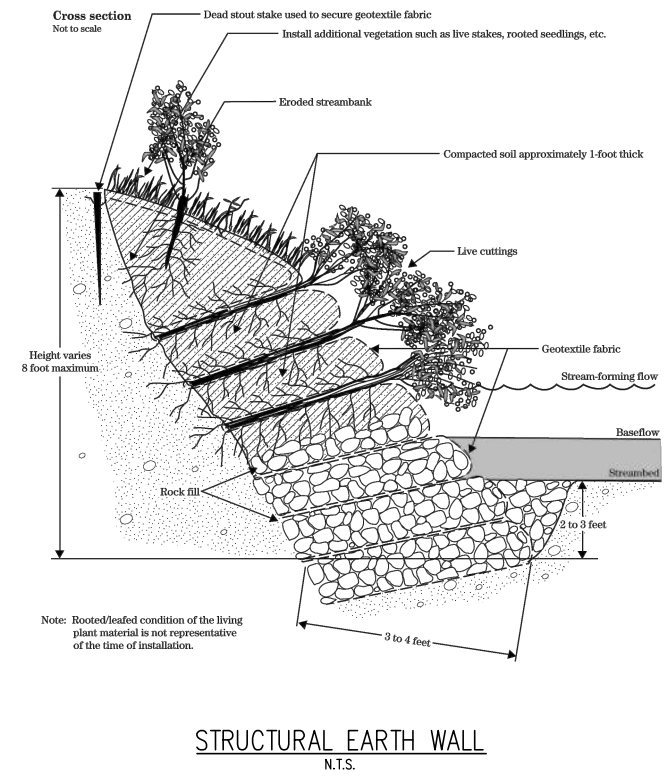 Cross section
Not to scale
Dead stout stake used to secure geotextile fabric
Install additional vegetation such as live stakes, rooted seedlings, etc.
Eroded streambank
Compacted soil approximately 1-foot thick
Live cuttings
Height varies
8 foot maximum
Geotextile fabric
Stream-forming flow
Baseflow
Streambed
Rock fill
2 to 3 feet
3 to 4 feet
Note: Rooted/leafed condition of the living
plant material is not representative
of the time of installation.
STRUCTURAL EARTH WALL
N.T.S.